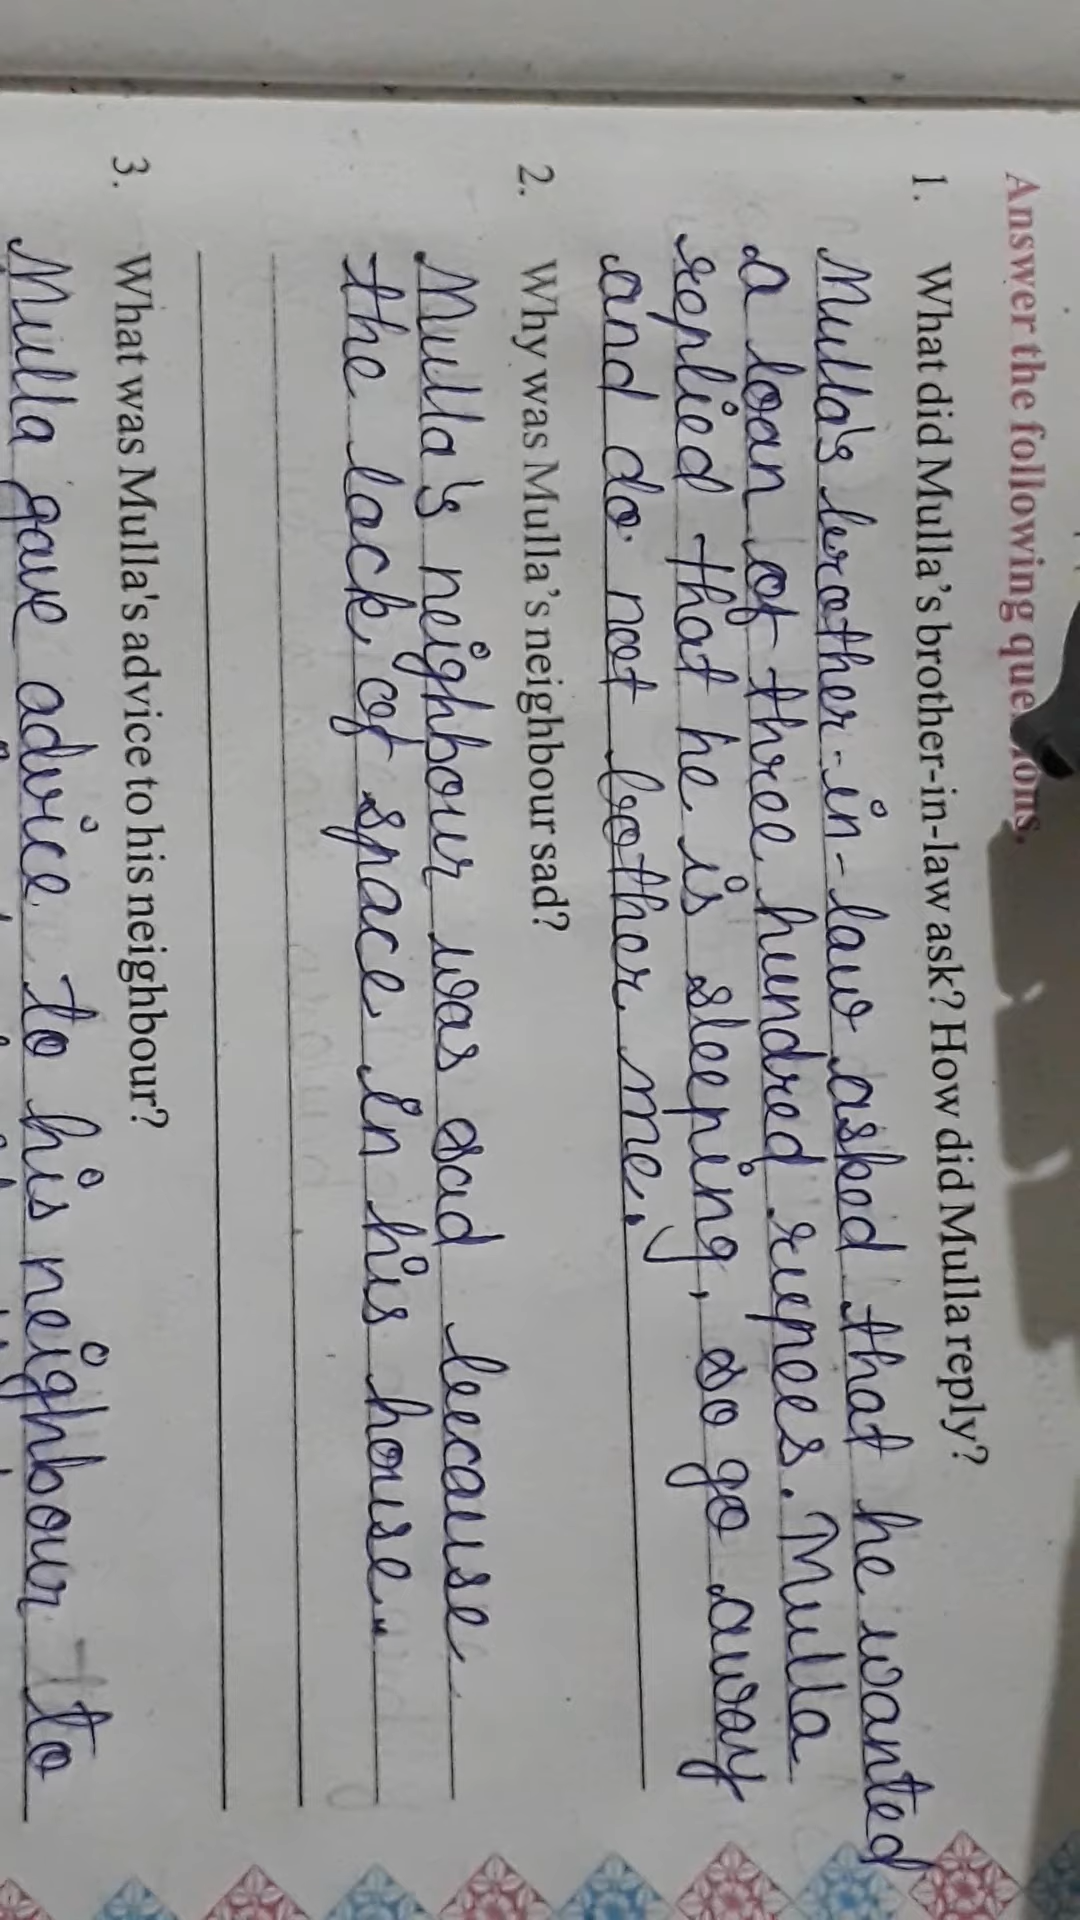 Answer the following
1. What did Mulla's brother-in-law ask? How did Mulla reply?
Mulla's brother-in-law asked that he wanted
a loan of three hundred rupees. Mulla
replied that he is sleeping, so go away
and do not bother me.
2. Why was Mulla's neighbour sad?
Mulla's neighbour was sad because
the lack of space in his house.
3. What was Mulla's advice to his neighbour?
Mulla gave advice to his neighbour to